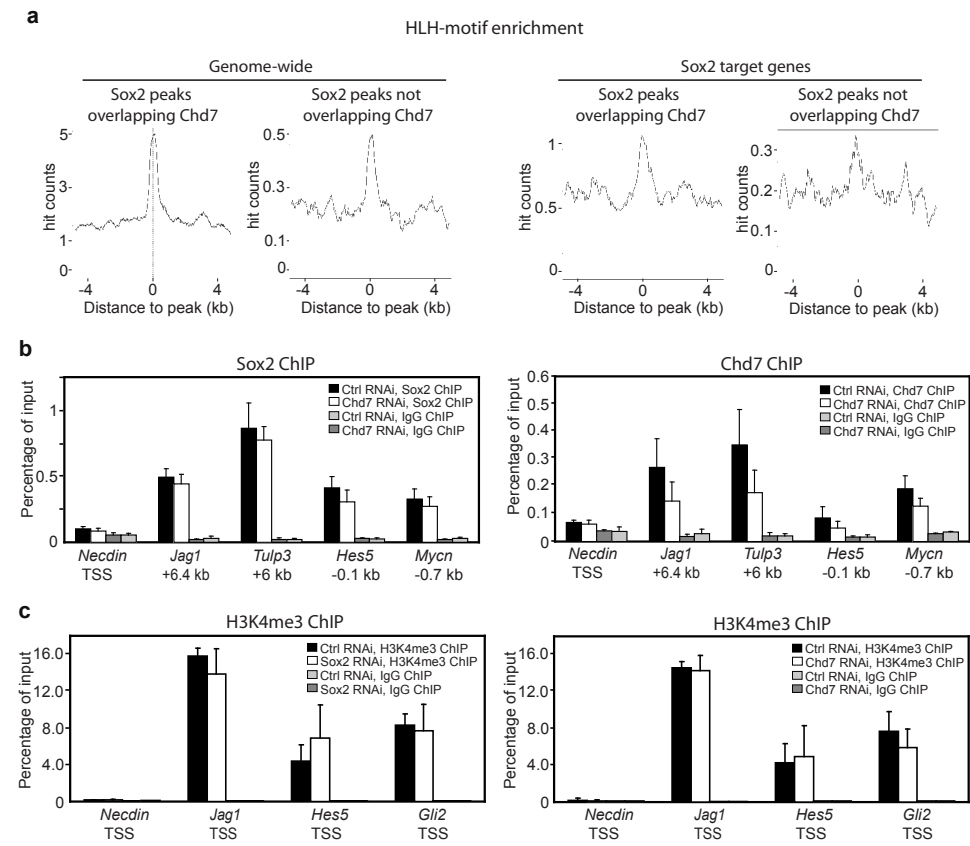 a
HLH-motif enrichment
Genome-wide
Sox2 target genes
Sox2 peaks
overlapping Chd7
Sox2 peaks not
overlapping Chd7
Sox2 peaks
overlapping Chd7
Sox2 peaks not
overlapping Chd7
hit counts
5
3
1
0
-4 0 4
Distance to peak (kb)
hit counts
0.5
0.3
0.1
0
-4 0 4
Distance to peak (kb)
hit counts
1
0.5
0
-4 0 4
Distance to peak (kb)
hit counts
0.3
0.2
0.1
0
-4 0 4
Distance to peak (kb)
b
Sox2 ChIP
Percentage of input
1
0.5
0
Ctrl RNAi, Sox2 ChIP
Chd7 RNAi, Sox2 ChIP
Ctrl RNAi, IgG ChIP
Chd7 RNAi, IgG ChIP
Necdin Jag1 Tulp3 Hes5 Mycn
TSS +6.4 kb +6 kb -0.1 kb -0.7 kb
Chd7 ChIP
Percentage of input
0.6
0.5
0.4
0.3
0.2
0.1
0
Ctrl RNAi, Chd7 ChIP
Chd7 RNAi, Chd7 ChIP
Ctrl RNAi, IgG ChIP
Chd7 RNAi, IgG ChIP
Necdin Jag1 Tulp3 Hes5 Mycn
TSS +6.4 kb +6 kb -0.1 kb -0.7 kb
c
H3K4me3 ChIP
Percentage of input
16.0
12.0
8.0
4.0
0
Ctrl RNAi, H3K4me3 ChIP
Sox2 RNAi, H3K4me3 ChIP
Ctrl RNAi, IgG ChIP
Sox2 RNAi, IgG ChIP
Necdin Jag1 Hes5 Gli2
TSS TSS TSS TSS
H3K4me3 ChIP
Percentage of input
16.0
12.0
8.0
4.0
0
Ctrl RNAi, H3K4me3 ChIP
Chd7 RNAi, H3K4me3 ChIP
Ctrl RNAi, IgG ChIP
Chd7 RNAi, IgG ChIP
Necdin Jag1 Hes5 Gli2
TSS TSS TSS TSS